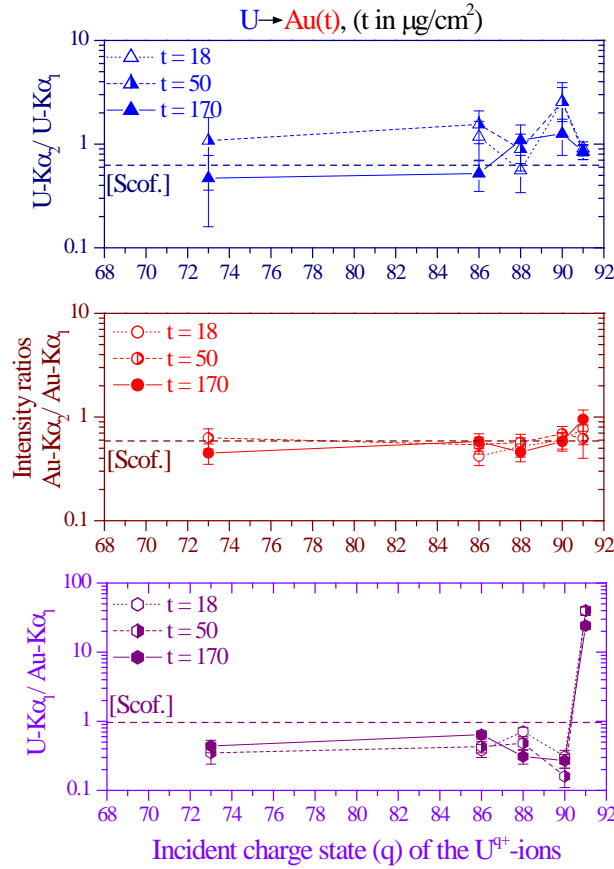 U→Au(t), (t in μg/cm²)
10
1
0.1
U-Kα₂/ U-Kα₁
t = 18
t = 50
t = 170
[Scof.]
68 70 72 74 76 78 80 82 84 86 88 90 92
10
1
0.1
Intensity ratios
Au-Kα₂/ Au-Kα₁
t = 18
t = 50
t = 170
[Scof.]
68 70 72 74 76 78 80 82 84 86 88 90 92
100
10
1
0.1
U-Kα₁/ Au-Kα₁
t = 18
t = 50
t = 170
[Scof.]
68 70 72 74 76 78 80 82 84 86 88 90 92
Incident charge state (q) of the U^q+-ions